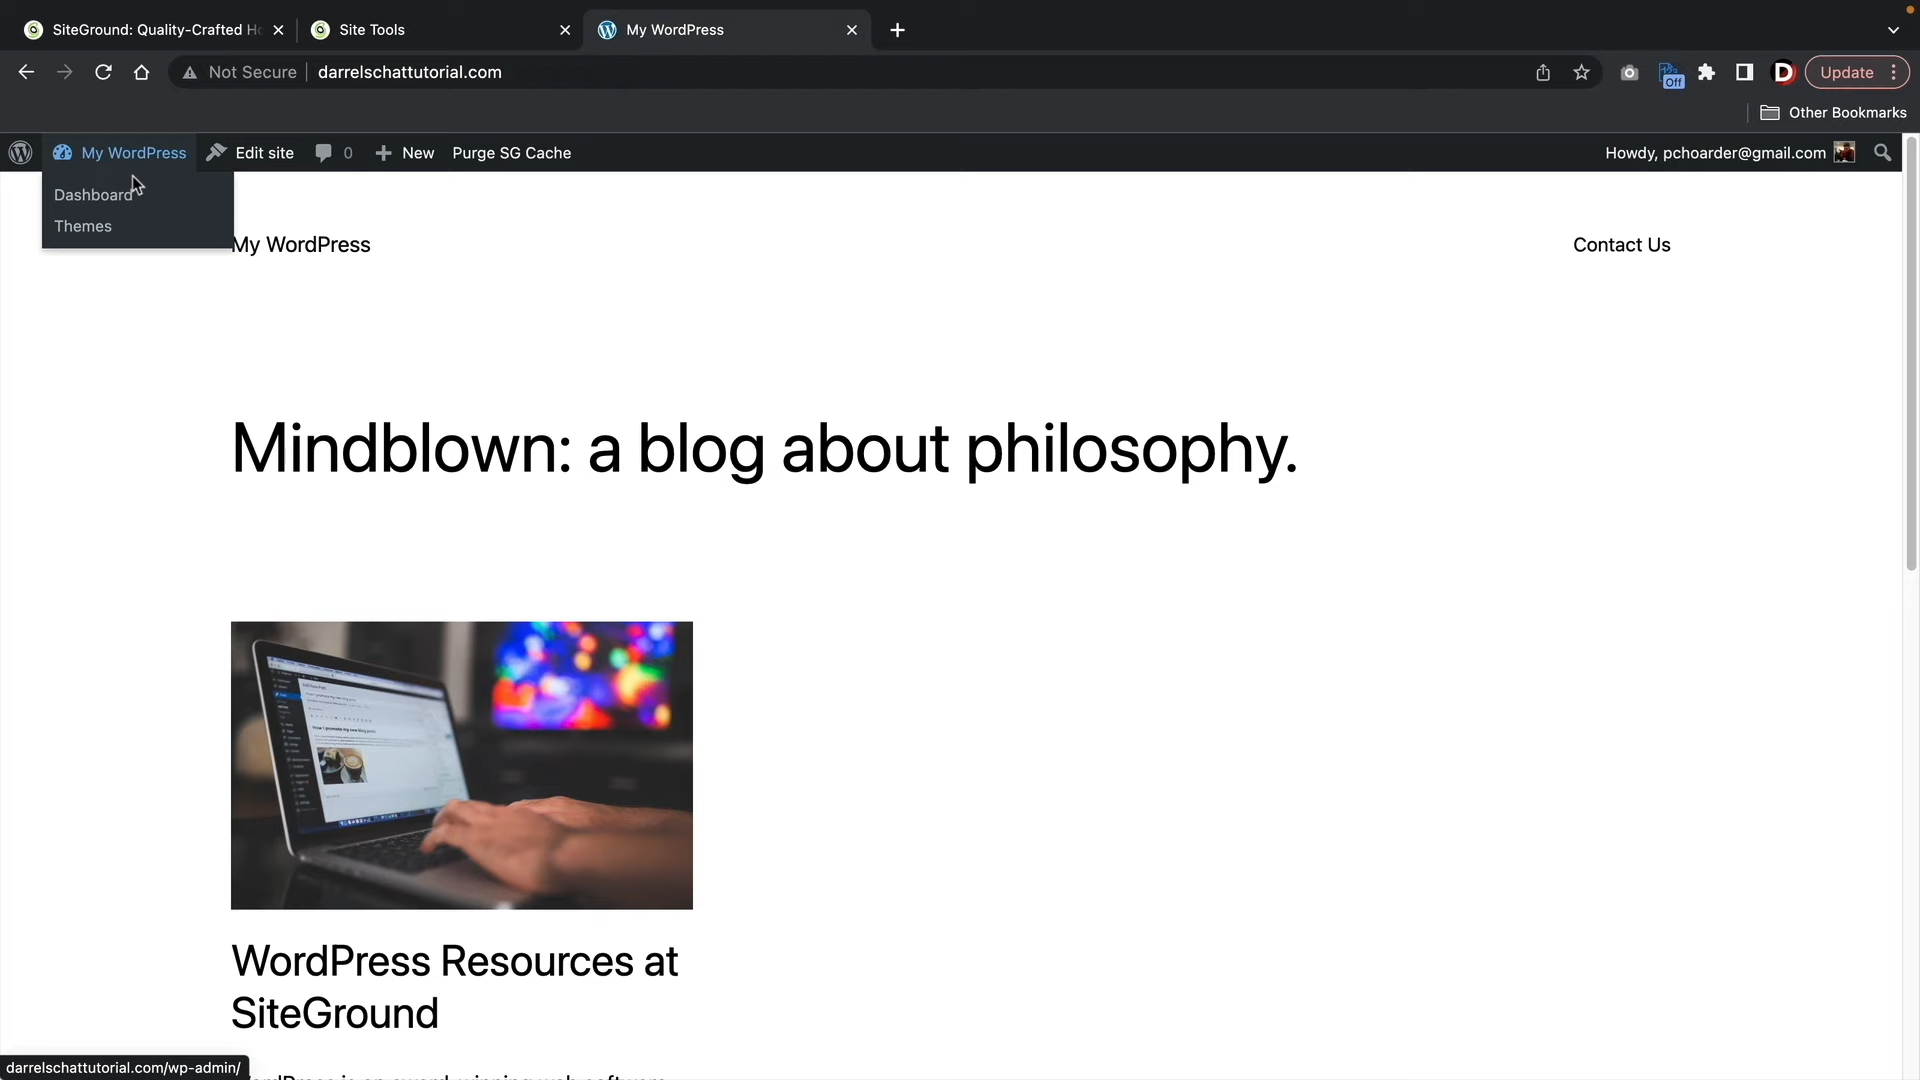 SiteGround: Quality-Crafted Ho
Site Tools
My WordPress
Not Secure
darrelschattutorial.com
Off
D
Update
Other Bookmarks
My WordPress
Edit site
0
New
Purge SG Cache
Howdy, pchoarder@gmail.com
Dashboard
Themes
My WordPress
Contact Us
Mindblown: a blog about philosophy.
WordPress Resources at
SiteGround
darrelschattutorial.com/wp-admin/